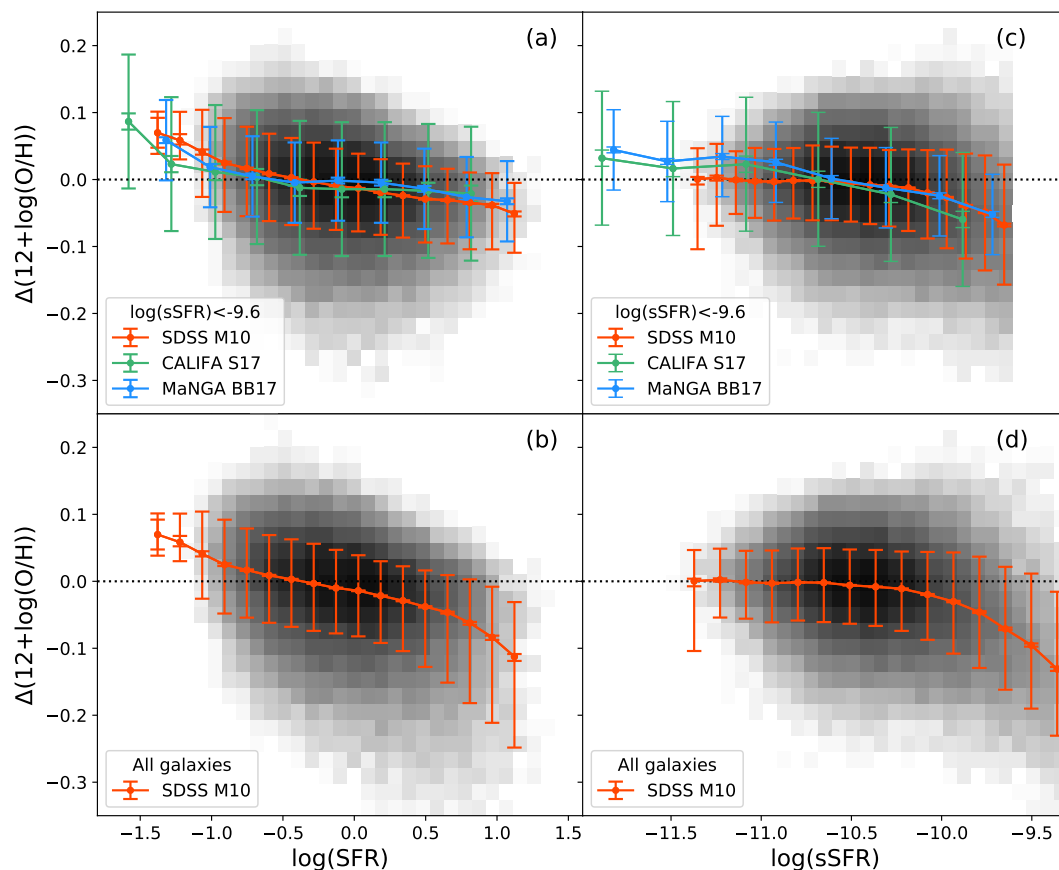 (a)
0.2
0.1
0.0
−0.1
−0.2
−0.3
Δ(12+log(O/H))
log(sSFR)<-9.6
SDSS M10
CALIFA S17
MaNGA BB17
(c)
log(sSFR)<-9.6
SDSS M10
CALIFA S17
MaNGA BB17
Δ(12+log(O/H))
(b)
0.2
0.1
0.0
−0.1
−0.2
−0.3
Δ(12+log(O/H))
All galaxies
SDSS M10
−1.5 −1.0 −0.5 0.0 0.5 1.0 1.5
log(SFR)
(d)
Δ(12+log(O/H))
All galaxies
SDSS M10
−11.5 −11.0 −10.5 −10.0 −9.5
log(sSFR)